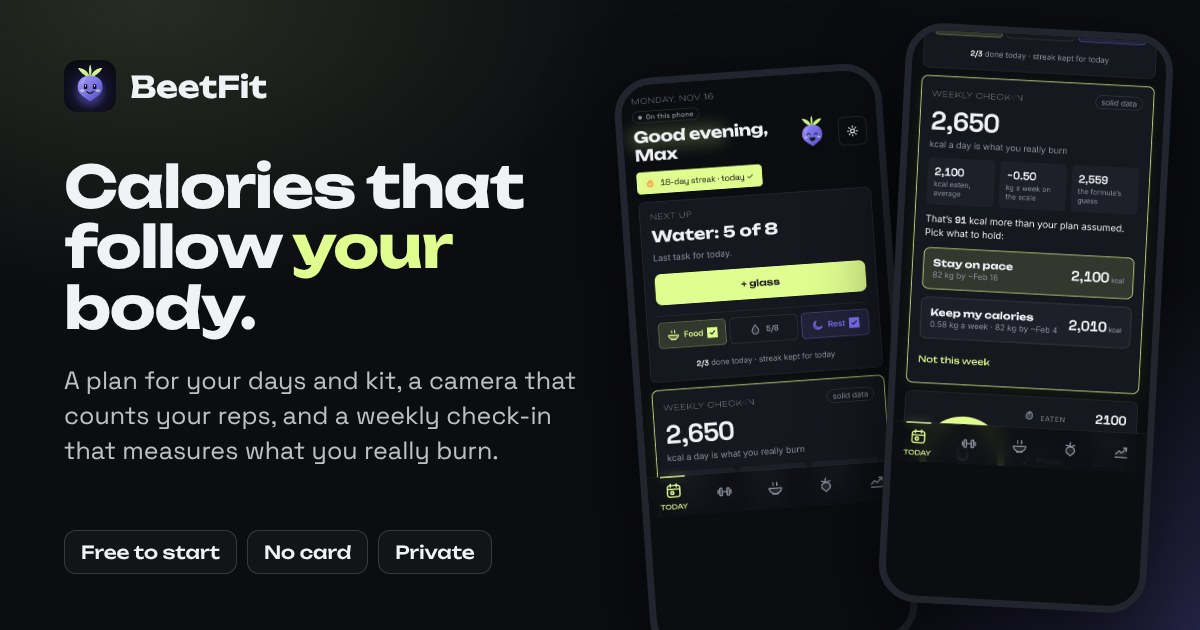 BeetFit
Calories that
follow your
body.
A plan for your days and kit, a camera that
counts your reps, and a weekly check-in
that measures what you really burn.
Free to start
No card
Private
MONDAY, NOV 16
On this phone
Good evening,
Max
18-day streak · today ✓
NEXT UP
Water: 5 of 8
Last task for today.
+ glass
Food
5/8
Rest
2/3 done today · streak kept for today
WEEKLY CHECK-IN
solid data
2,650
kcal a day is what you really burn
TODAY
2/3 done today · streak kept for today
WEEKLY CHECK-IN
solid data
2,650
kcal a day is what you really burn
2,100
kcal eaten,
average
−0.50
kg a week on
the scale
2,559
the formula's
guess
That's 91 kcal more than your plan assumed.
Pick what to hold:
Stay on pace
82 kg by ~Feb 16
2,100 kcal
Keep my calories
0.58 kg a week · 82 kg by ~Feb 4
2,010 kcal
Not this week
EATEN
2100
TODAY